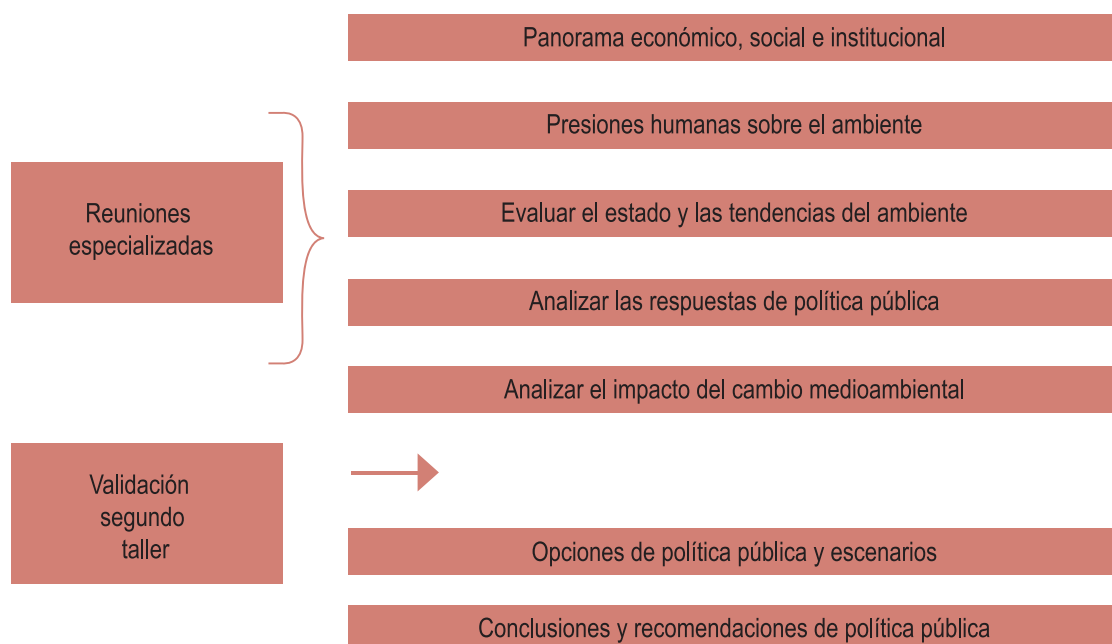 Panorama económico, social e institucional
Presiones humanas sobre el ambiente
Reuniones
especializadas
Evaluar el estado y las tendencias del ambiente
Analizar las respuestas de política pública
Analizar el impacto del cambio medioambiental
Validación
segundo
taller
Opciones de política pública y escenarios
Conclusiones y recomendaciones de política pública